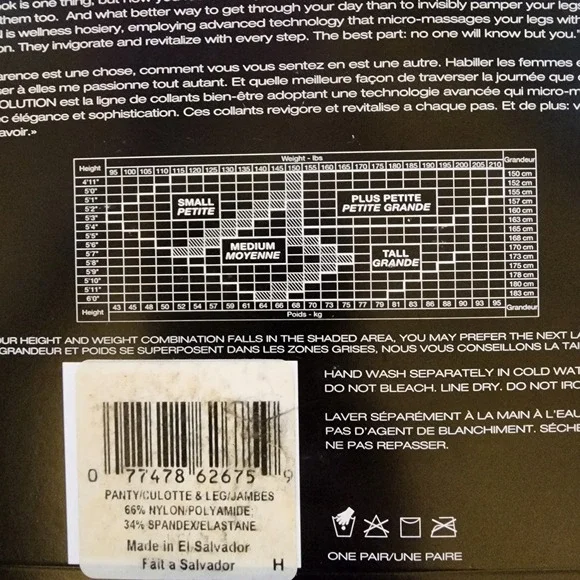 them too. And what better way to get through your day than to invisibly pamper your legs
is wellness hosiery, employing advanced technology that micro-massages your legs with
on. They invigorate and revitalize with every step. The best part: no one will know but you."
arence est une chose, comment vous vous sentez en est une autre. Habiller les femmes e
ser à elles me passionne tout autant. Et quelle meilleure façon de traverser la journée que
OLUTION est la ligne de collants bien-être adoptant une technologie avancée qui micro-m
c élégance et sophistication. Ces collants revigore et revitalise a chaque pas. Et de plus:
avoir.»
Height Weight - lbs Grandeur
95 100 105 110 115 120 125 130 135 140 145 150 155 160 165 170 175 180 185 190 195 200 205 210
4'11" 150 cm
5'0" 152 cm
5'1" 155 cm
5'2" 157 cm
5'3" 160 cm
5'4" 163 cm
5'5" 165 cm
5'6" 168 cm
5'7" 170 cm
5'8" 173 cm
5'9" 175 cm
5'10" 178 cm
5'11" 180 cm
6'0" 183 cm
SMALL
PETITE
PLUS PETITE
PETITE GRANDE
MEDIUM
MOYENNE
TALL
GRANDE
Height 43 45 48 50 52 54 57 59 61 64 66 68 70 73 75 77 79 81 83 86 88 90 93 95 Grandeur
Poids - kg
UR HEIGHT AND WEIGHT COMBINATION FALLS IN THE SHADED AREA, YOU MAY PREFER THE NEXT LA
GRANDEUR ET POIDS SE SUPERPOSENT DANS LES ZONES GRISES, NOUS VOUS CONSEILLONS LA TAI
HAND WASH SEPARATELY IN COLD WAT
DO NOT BLEACH. LINE DRY. DO NOT IRO
LAVER SÉPARÉMENT À LA MAIN À L'EAU
PAS D'AGENT DE BLANCHIMENT. SÉCHE
NE PAS REPASSER.
0 77478 62675 9
PANTY/CULOTTE & LEG/JAMBES
66% NYLON/POLYAMIDE
34% SPANDEX/ELASTANE
Made in El Salvador
Fait a Salvador H
ONE PAIR/UNE PAIRE